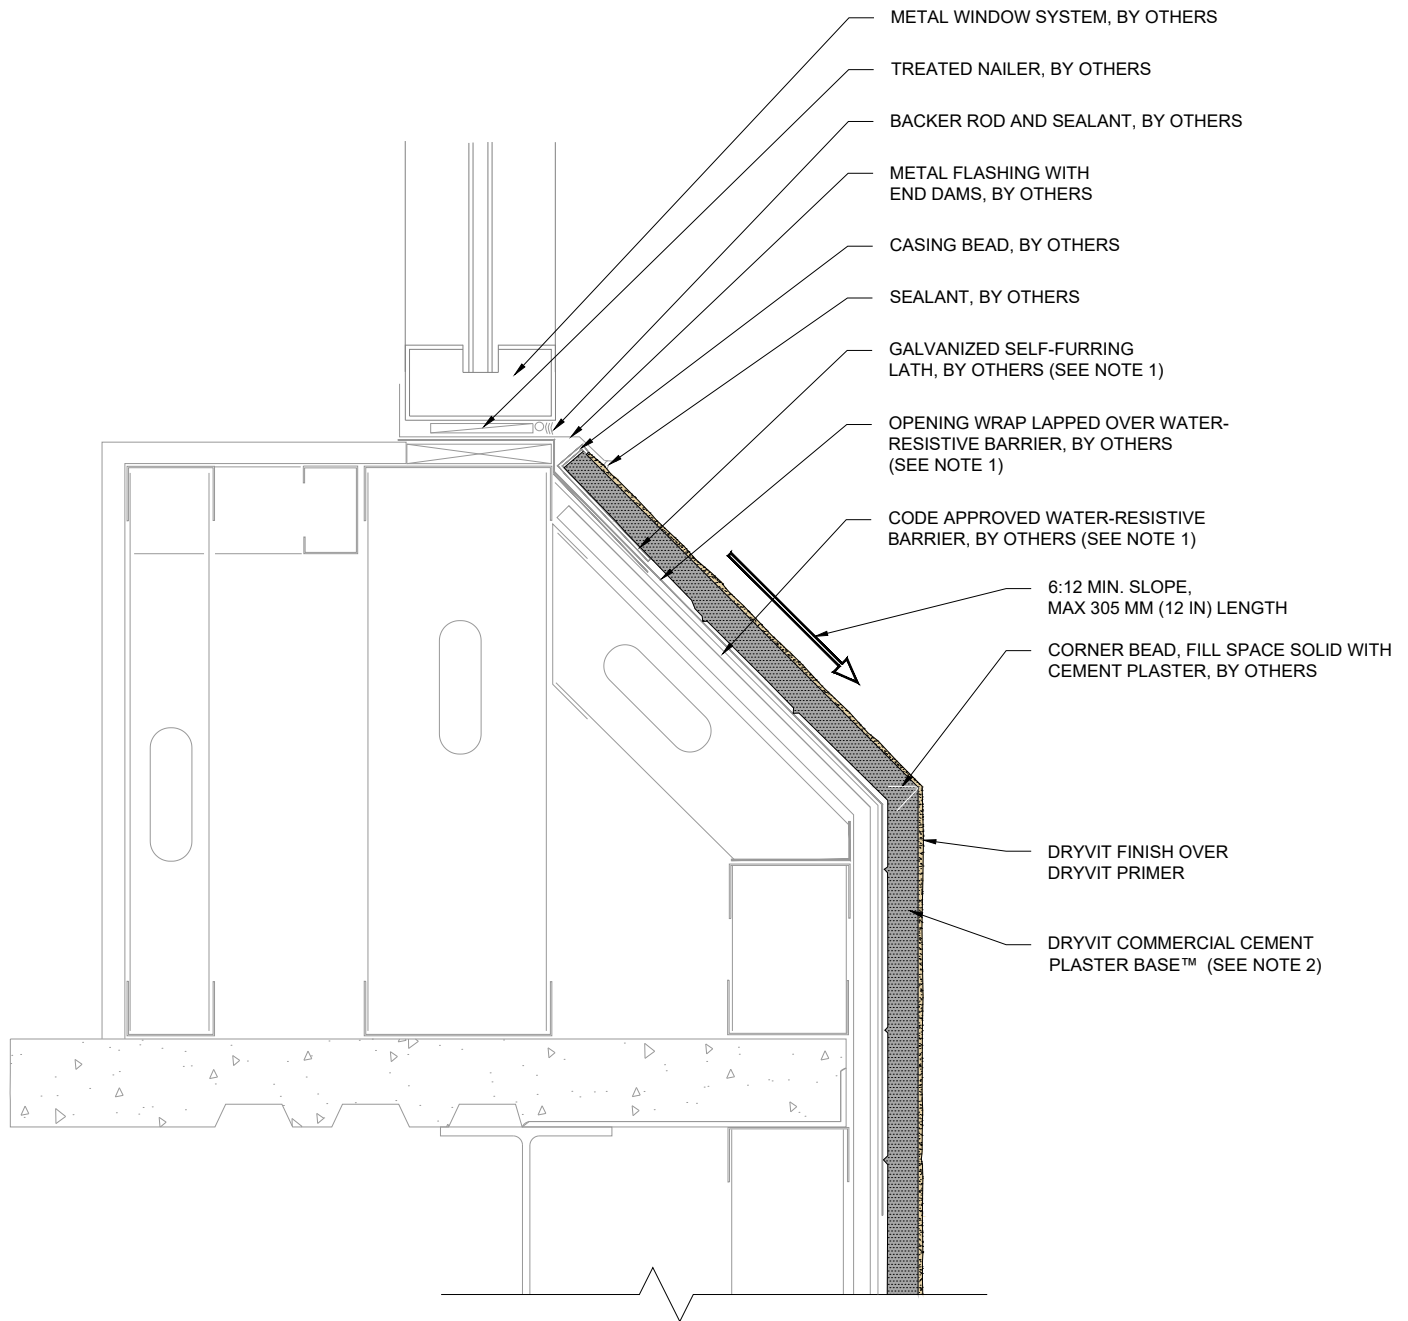 METAL WINDOW SYSTEM, BY OTHERS
TREATED NAILER, BY OTHERS
BACKER ROD AND SEALANT, BY OTHERS
METAL FLASHING WITH
END DAMS, BY OTHERS
CASING BEAD, BY OTHERS
SEALANT, BY OTHERS
GALVANIZED SELF-FURRING
LATH, BY OTHERS (SEE NOTE 1)
OPENING WRAP LAPPED OVER WATER-
RESISTIVE BARRIER, BY OTHERS
(SEE NOTE 1)
CODE APPROVED WATER-RESISTIVE
BARRIER, BY OTHERS (SEE NOTE 1)
6:12 MIN. SLOPE,
MAX 305 MM (12 IN) LENGTH
CORNER BEAD, FILL SPACE SOLID WITH
CEMENT PLASTER, BY OTHERS
DRYVIT FINISH OVER
DRYVIT PRIMER
DRYVIT COMMERCIAL CEMENT
PLASTER BASE™ (SEE NOTE 2)